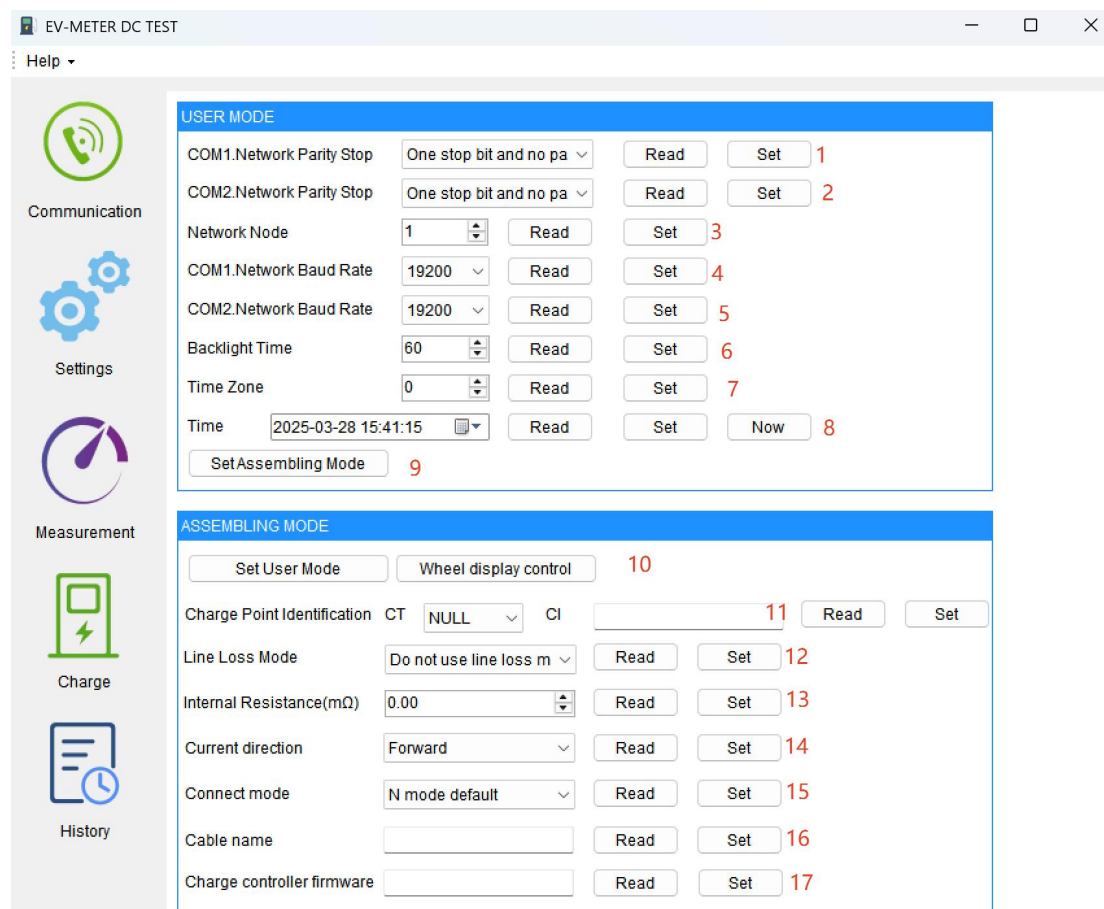 EV-METER DC TEST
Help
Communication
Settings
Measurement
Charge
History
USER MODE
COM1.Network Parity Stop One stop bit and no pa Read Set 1
COM2.Network Parity Stop One stop bit and no pa Read Set 2
Network Node 1 Read Set 3
COM1.Network Baud Rate 19200 Read Set 4
COM2.Network Baud Rate 19200 Read Set 5
Backlight Time 60 Read Set 6
Time Zone 0 Read Set 7
Time 2025-03-28 15:41:15 Read Set Now 8
Set Assembling Mode 9
ASSEMBLING MODE
Set User Mode Wheel display control 10
Charge Point Identification CT NULL CI 11 Read Set
Line Loss Mode Do not use line loss m Read Set 12
Internal Resistance(mΩ) 0.00 Read Set 13
Current direction Forward Read Set 14
Connect mode N mode default Read Set 15
Cable name Read Set 16
Charge controller firmware Read Set 17